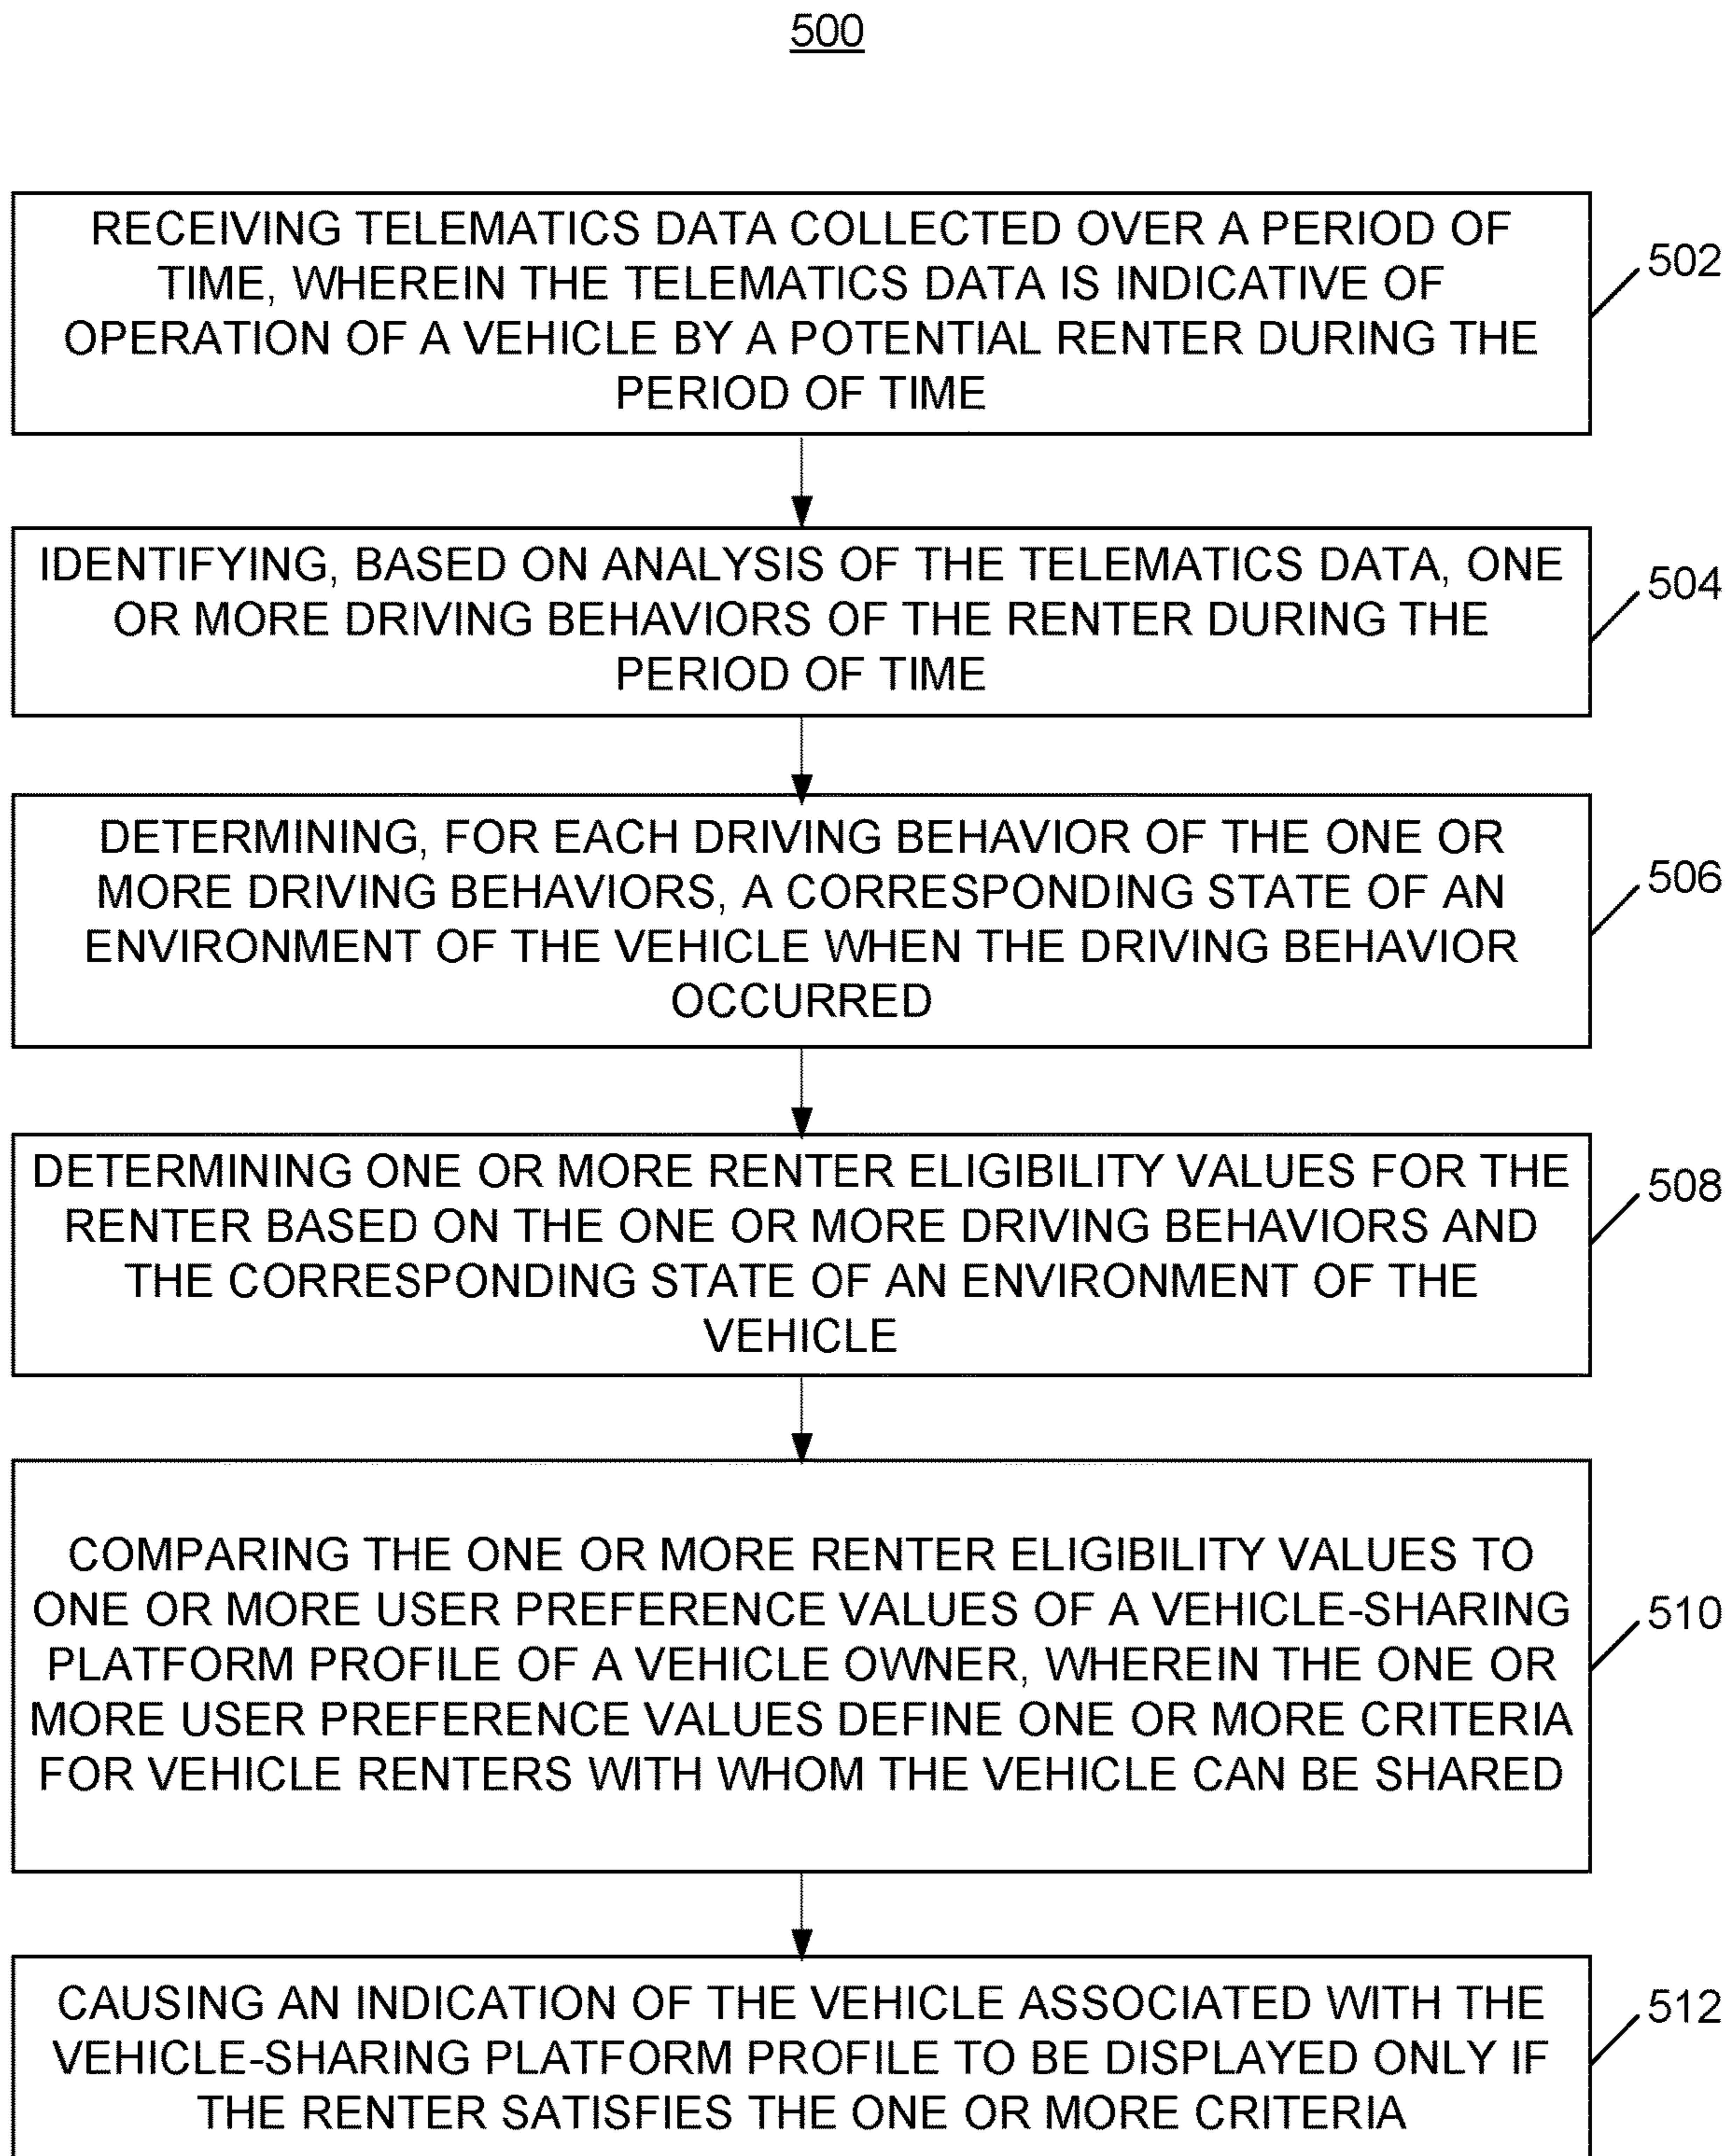 500
RECEIVING TELEMATICS DATA COLLECTED OVER A PERIOD OF
TIME, WHEREIN THE TELEMATICS DATA IS INDICATIVE OF
OPERATION OF A VEHICLE BY A POTENTIAL RENTER DURING THE
PERIOD OF TIME
502
IDENTIFYING, BASED ON ANALYSIS OF THE TELEMATICS DATA, ONE
OR MORE DRIVING BEHAVIORS OF THE RENTER DURING THE
PERIOD OF TIME
504
DETERMINING, FOR EACH DRIVING BEHAVIOR OF THE ONE OR
MORE DRIVING BEHAVIORS, A CORRESPONDING STATE OF AN
ENVIRONMENT OF THE VEHICLE WHEN THE DRIVING BEHAVIOR
OCCURRED
506
DETERMINING ONE OR MORE RENTER ELIGIBILITY VALUES FOR THE
RENTER BASED ON THE ONE OR MORE DRIVING BEHAVIORS AND
THE CORRESPONDING STATE OF AN ENVIRONMENT OF THE
VEHICLE
508
COMPARING THE ONE OR MORE RENTER ELIGIBILITY VALUES TO
ONE OR MORE USER PREFERENCE VALUES OF A VEHICLE-SHARING
PLATFORM PROFILE OF A VEHICLE OWNER, WHEREIN THE ONE OR
MORE USER PREFERENCE VALUES DEFINE ONE OR MORE CRITERIA
FOR VEHICLE RENTERS WITH WHOM THE VEHICLE CAN BE SHARED
510
CAUSING AN INDICATION OF THE VEHICLE ASSOCIATED WITH THE
VEHICLE-SHARING PLATFORM PROFILE TO BE DISPLAYED ONLY IF
THE RENTER SATISFIES THE ONE OR MORE CRITERIA
512